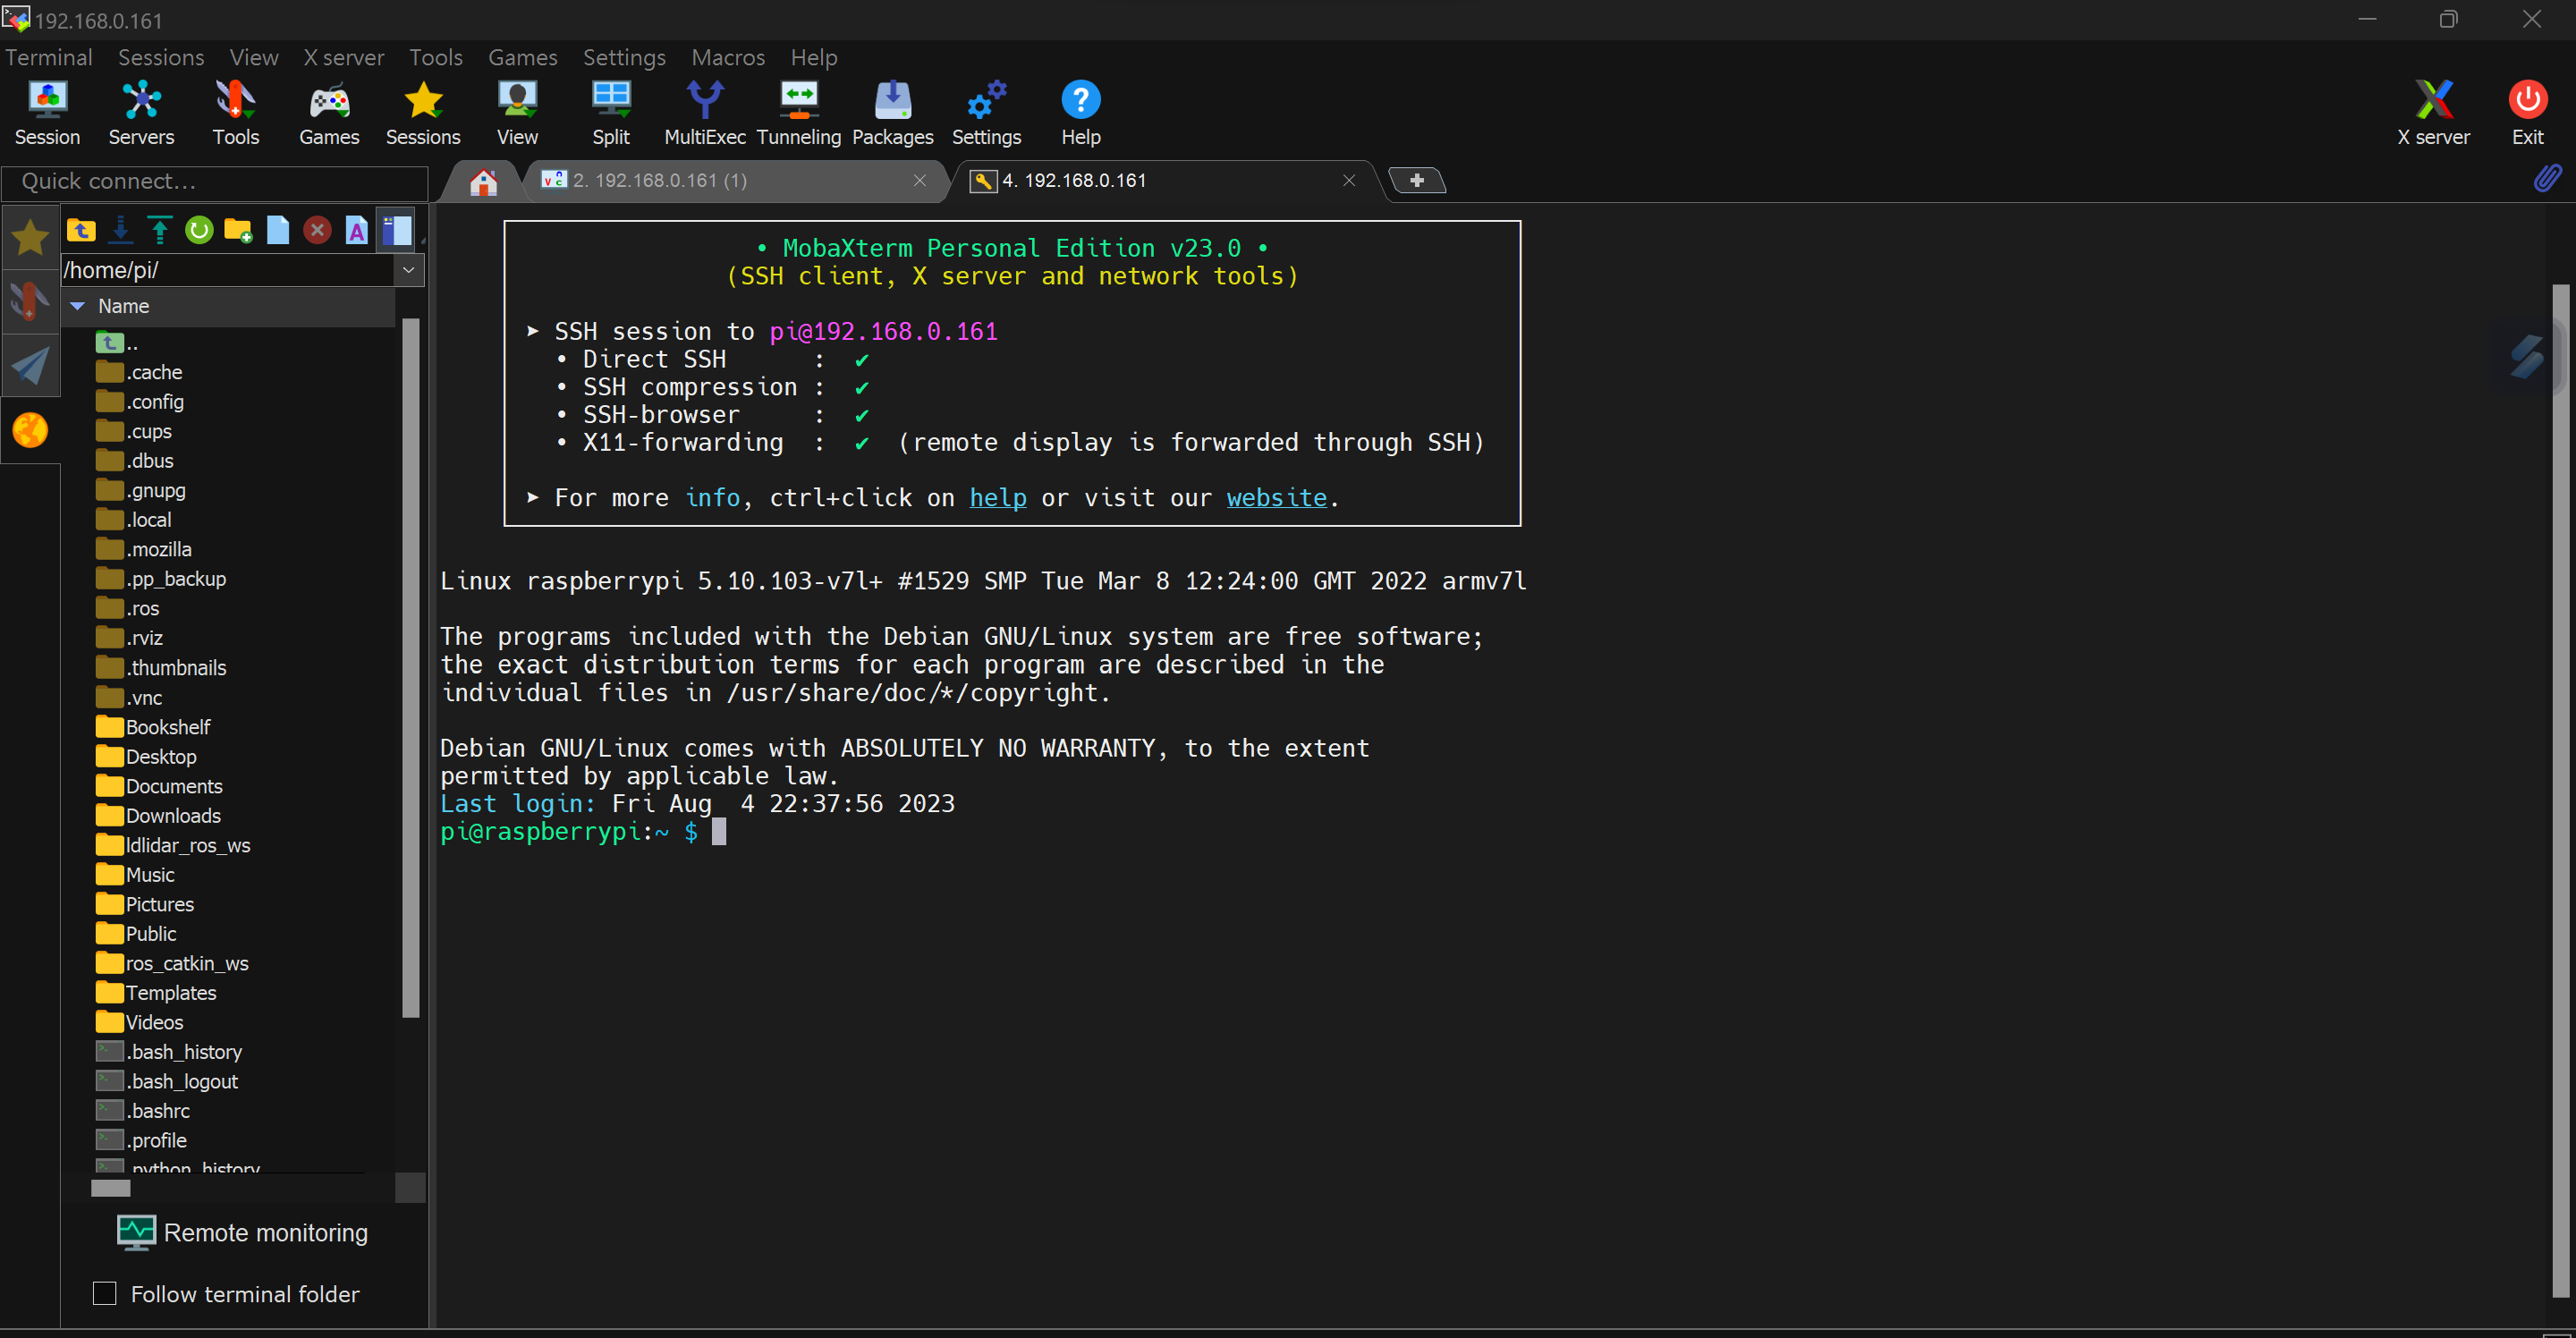 192.168.0.161
Terminal Sessions View X server Tools Games Settings Macros Help
Session Servers Tools Games Sessions View Split MultiExec Tunneling Packages Settings Help X server Exit
Quick connect...
2. 192.168.0.161 (1)
4. 192.168.0.161
/home/pi/
Name
..
.cache
.config
.cups
.dbus
.gnupg
.local
.mozilla
.pp_backup
.ros
.rviz
.thumbnails
.vnc
Bookshelf
Desktop
Documents
Downloads
ldlidar_ros_ws
Music
Pictures
Public
ros_catkin_ws
Templates
Videos
.bash_history
.bash_logout
.bashrc
.profile
.python_history
Remote monitoring
Follow terminal folder
• MobaXterm Personal Edition v23.0 •
(SSH client, X server and network tools)
➤ SSH session to pi@192.168.0.161
• Direct SSH : ✔
• SSH compression : ✔
• SSH-browser : ✔
• X11-forwarding : ✔ (remote display is forwarded through SSH)
➤ For more info, ctrl+click on help or visit our website.
Linux raspberrypi 5.10.103-v7l+ #1529 SMP Tue Mar 8 12:24:00 GMT 2022 armv7l
The programs included with the Debian GNU/Linux system are free software;
the exact distribution terms for each program are described in the
individual files in /usr/share/doc/*/copyright.
Debian GNU/Linux comes with ABSOLUTELY NO WARRANTY, to the extent
permitted by applicable law.
Last login: Fri Aug  4 22:37:56 2023
pi@raspberrypi:~ $